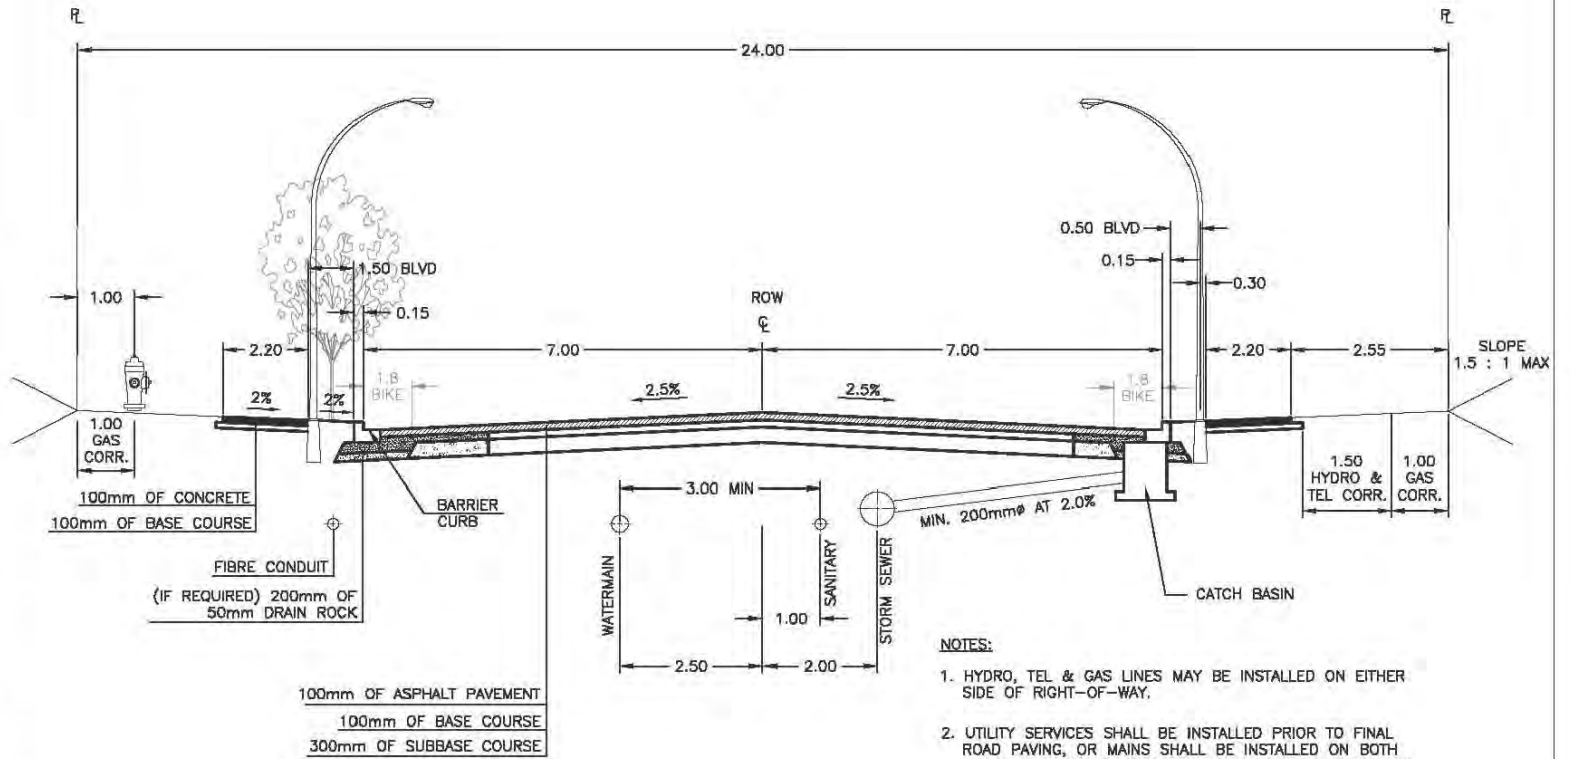 PL
PL
24.00
0.50 BLVD
1.50 BLVD
0.15
0.30
1.00
0.15
ROW
CL
2.20
7.00
7.00
2.20
2.55
SLOPE
1.5 : 1 MAX
1.8
BIKE
1.8
BIKE
2%
2%
2.5%
2.5%
1.00
GAS
CORR.
1.50
HYDRO &
TEL CORR.
1.00
GAS
CORR.
3.00 MIN
MIN. 200mmø AT 2.0%
100mm OF CONCRETE
100mm OF BASE COURSE
BARRIER
CURB
FIBRE CONDUIT
(IF REQUIRED) 200mm OF
50mm DRAIN ROCK
WATERMAIN
SANITARY
STORM SEWER
CATCH BASIN
1.00
2.50
2.00
100mm OF ASPHALT PAVEMENT
100mm OF BASE COURSE
300mm OF SUBBASE COURSE
NOTES:
1. HYDRO, TEL & GAS LINES MAY BE INSTALLED ON EITHER
SIDE OF RIGHT-OF-WAY.
2. UTILITY SERVICES SHALL BE INSTALLED PRIOR TO FINAL
ROAD PAVING, OR MAINS SHALL BE INSTALLED ON BOTH